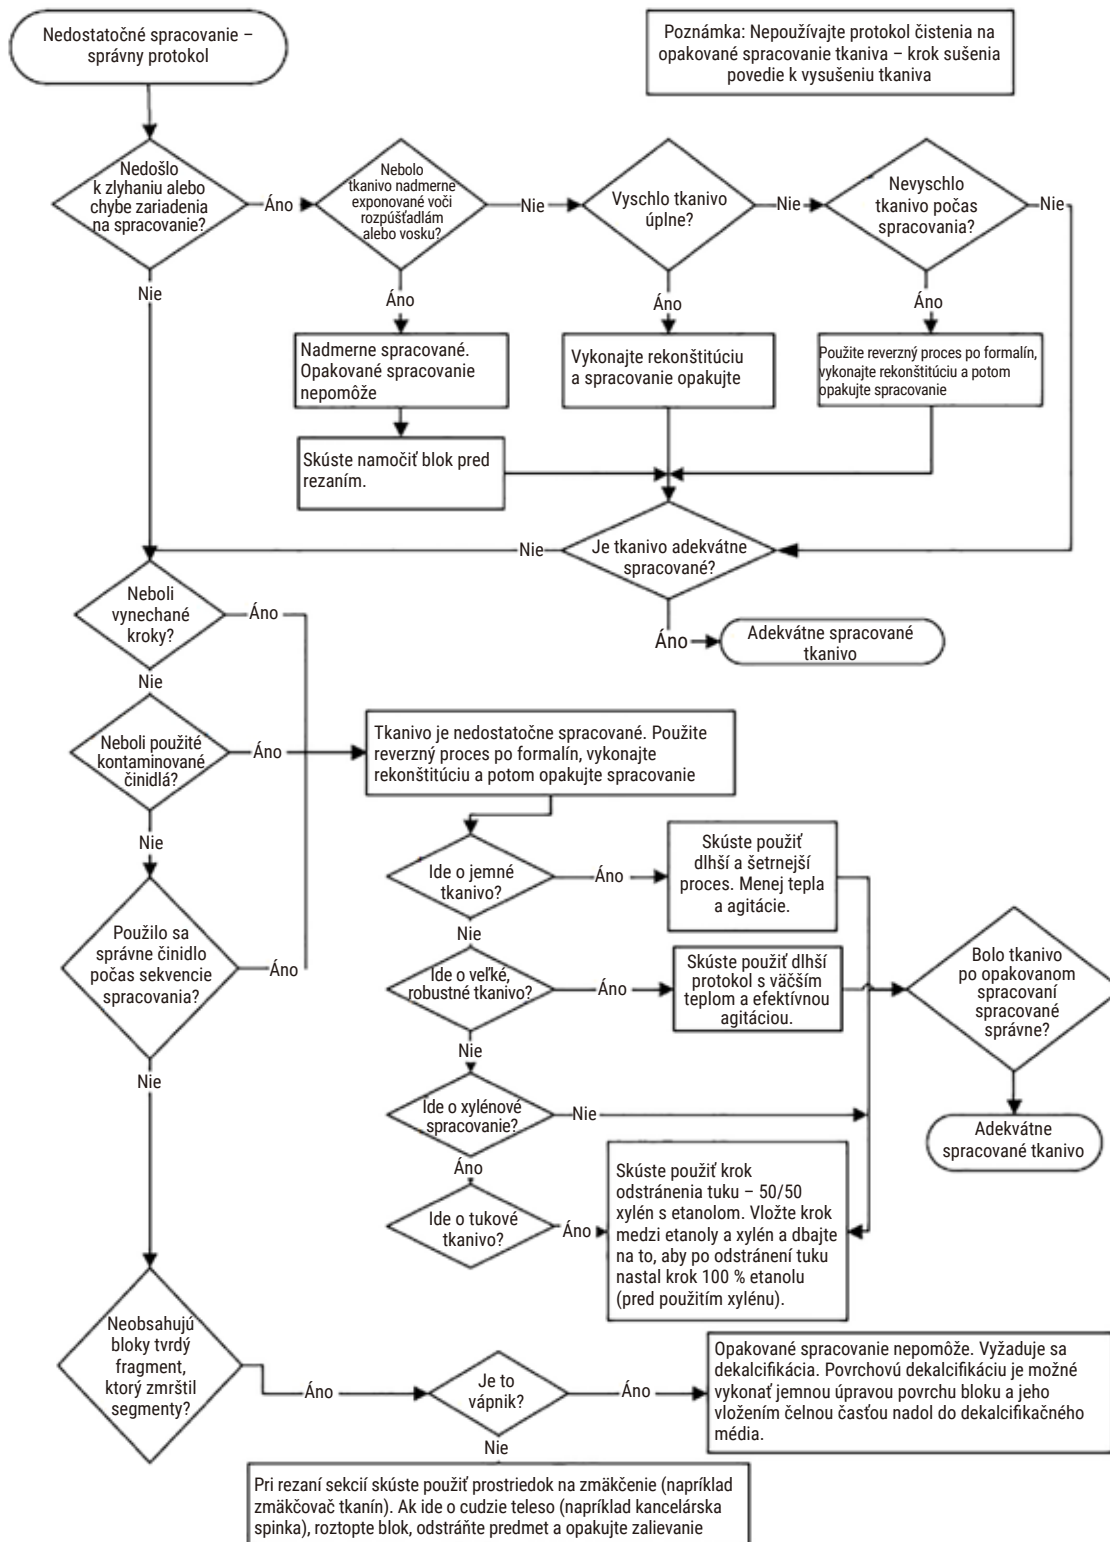 Nedostatočné spracovanie –
správny protokol
Poznámka: Nepoužívajte protokol čistenia na
opakované spracovanie tkaniva – krok sušenia
povedie k vysušeniu tkaniva
Nedošlo
k zlyhaniu alebo
chybe zariadenia
na spracovanie?
Áno
Nebolo
tkanivo nadmerne
exponované voči
rozpúšťadlám
alebo vosku?
Nie
Vyschlo tkanivo
úplne?
Nie
Nevyschlo
tkanivo počas
spracovania?
Nie
Nie
Áno
Áno
Áno
Nadmerne spracované.
Opakované spracovanie
nepomôže
Vykonajte rekonštitúciu
a spracovanie opakujte
Použite reverzný proces po formalín,
vykonajte rekonštitúciu a potom
opakujte spracovanie
Skúste namočiť blok pred
rezaním.
Nie
Je tkanivo adekvátne
spracované?
Áno
Adekvátne spracované
tkanivo
Neboli
vynechané
kroky?
Áno
Nie
Neboli použité
kontaminované
činidlá?
Áno
Tkanivo je nedostatočne spracované. Použite
reverzný proces po formalín, vykonajte
rekonštitúciu a potom opakujte spracovanie
Nie
Použilo sa
správne činidlo
počas sekvencie
spracovania?
Áno
Nie
Ide o jemné
tkanivo?
Áno
Skúste použiť
dlhší a šetrnejší
proces. Menej tepla
a agitácie.
Nie
Ide o veľké,
robustné tkanivo?
Áno
Skúste použiť dlhší
protokol s väčším
teplom a efektívnou
agitáciou.
Bolo tkanivo
po opakovanom
spracovaní
spracované
správne?
Nie
Ide o xylénové
spracovanie?
Nie
Adekvátne
spracované tkanivo
Áno
Ide o tukové
tkanivo?
Áno
Skúste použiť krok
odstránenia tuku – 50/50
xylén s etanolom. Vložte krok
medzi etanoly a xylén a dbajte
na to, aby po odstránení tuku
nastal krok 100 % etanolu
(pred použitím xylénu).
Neobsahujú
bloky tvrdý
fragment,
ktorý zmrštil
segmenty?
Áno
Je to
vápnik?
Áno
Opakované spracovanie nepomôže. Vyžaduje sa
dekalcifikácia. Povrchovú dekalcifikáciu je možné
vykonať jemnou úpravou povrchu bloku a jeho
vložením čelnou časťou nadol do dekalcifikačného
média.
Nie
Pri rezaní sekcií skúste použiť prostriedok na zmäkčenie (napríklad
zmäkčovač tkanín). Ak ide o cudzie teleso (napríklad kancelárska
spinka), roztopte blok, odstráňte predmet a opakujte zalievanie